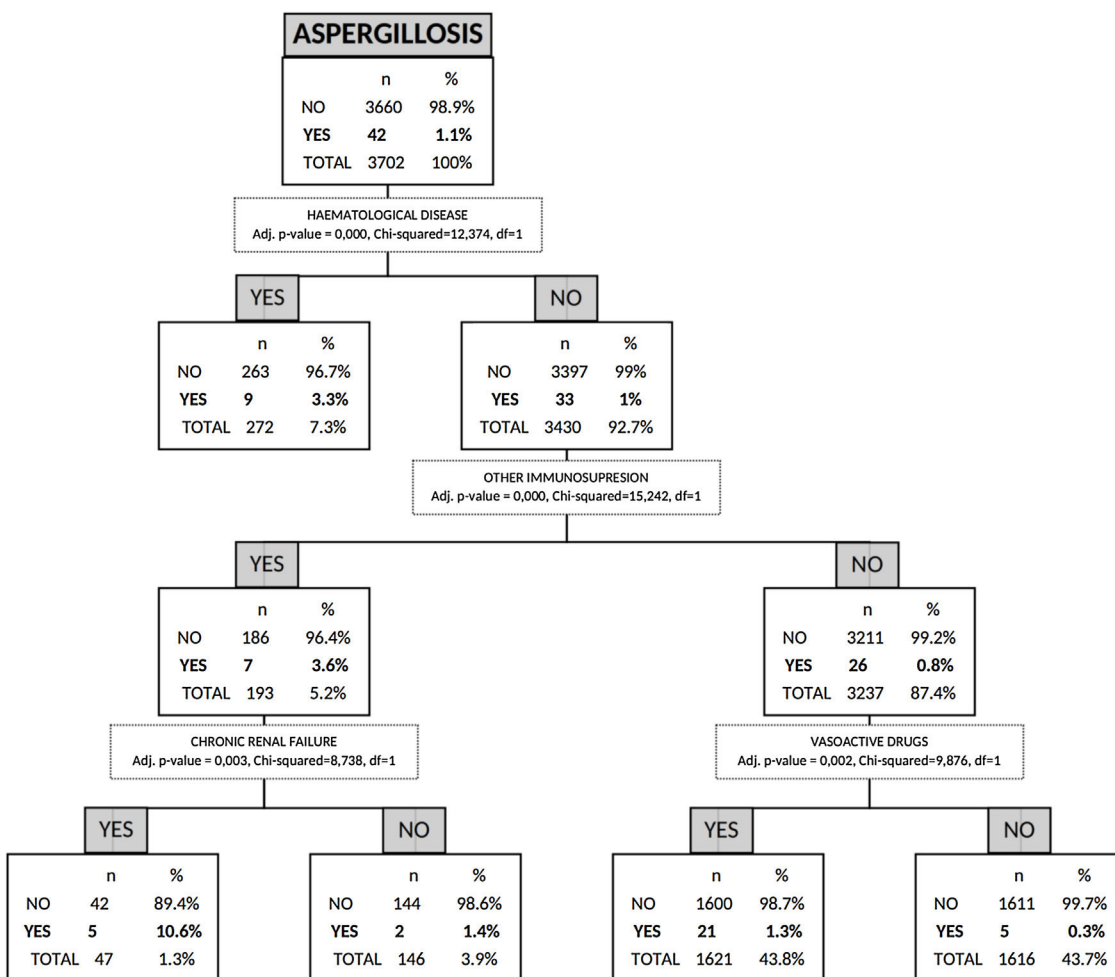 ASPERGILLOSIS
n %
NO 3660 98.9%
YES 42 1.1%
TOTAL 3702 100%
HAEMATOLOGICAL DISEASE
Adj. p-value = 0,000, Chi-squared=12,374, df=1
YES
n %
NO 263 96.7%
YES 9 3.3%
TOTAL 272 7.3%
NO
n %
NO 3397 99%
YES 33 1%
TOTAL 3430 92.7%
OTHER IMMUNOSUPRESION
Adj. p-value = 0,000, Chi-squared=15,242, df=1
YES
n %
NO 186 96.4%
YES 7 3.6%
TOTAL 193 5.2%
NO
n %
NO 3211 99.2%
YES 26 0.8%
TOTAL 3237 87.4%
CHRONIC RENAL FAILURE
Adj. p-value = 0,003, Chi-squared=8,738, df=1
VASOACTIVE DRUGS
Adj. p-value = 0,002, Chi-squared=9,876, df=1
YES
n %
NO 42 89.4%
YES 5 10.6%
TOTAL 47 1.3%
NO
n %
NO 144 98.6%
YES 2 1.4%
TOTAL 146 3.9%
YES
n %
NO 1600 98.7%
YES 21 1.3%
TOTAL 1621 43.8%
NO
n %
NO 1611 99.7%
YES 5 0.3%
TOTAL 1616 43.7%